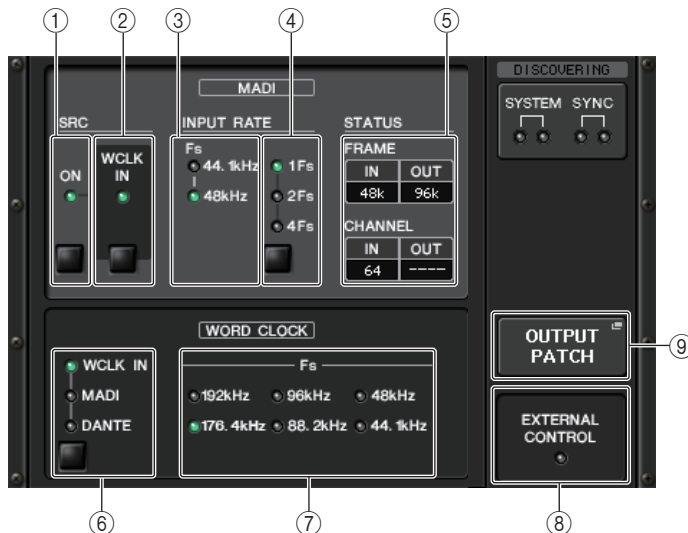 ① ② ③ ④ ⑤
MADI
DISCOVERING
SRC
INPUT RATE
STATUS
SYSTEM SYNC
ON
WCLK
IN
Fs
44.1kHz
48kHz
1Fs
2Fs
4Fs
FRAME
IN OUT
48k 96k
CHANNEL
IN OUT
64 ----
WORD CLOCK
WCLK IN
MADI
DANTE
Fs
192kHz 96kHz 48kHz
176.4kHz 88.2kHz 44.1kHz
OUTPUT
PATCH
⑨
EXTERNAL
CONTROL
⑥ ⑦ ⑧